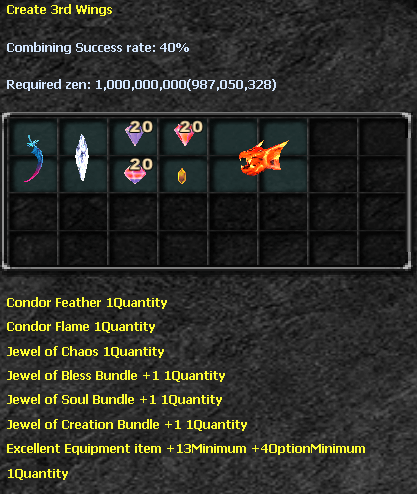 Create 3rd Wings
Combining Success rate: 40%
Required zen: 1,000,000,000(987,050,328)
20 20
20
Condor Feather 1Quantity
Condor Flame 1Quantity
Jewel of Chaos 1Quantity
Jewel of Bless Bundle +1 1Quantity
Jewel of Soul Bundle +1 1Quantity
Jewel of Creation Bundle +1 1Quantity
Excellent Equipment item +13Minimum +4OptionMinimum
1Quantity